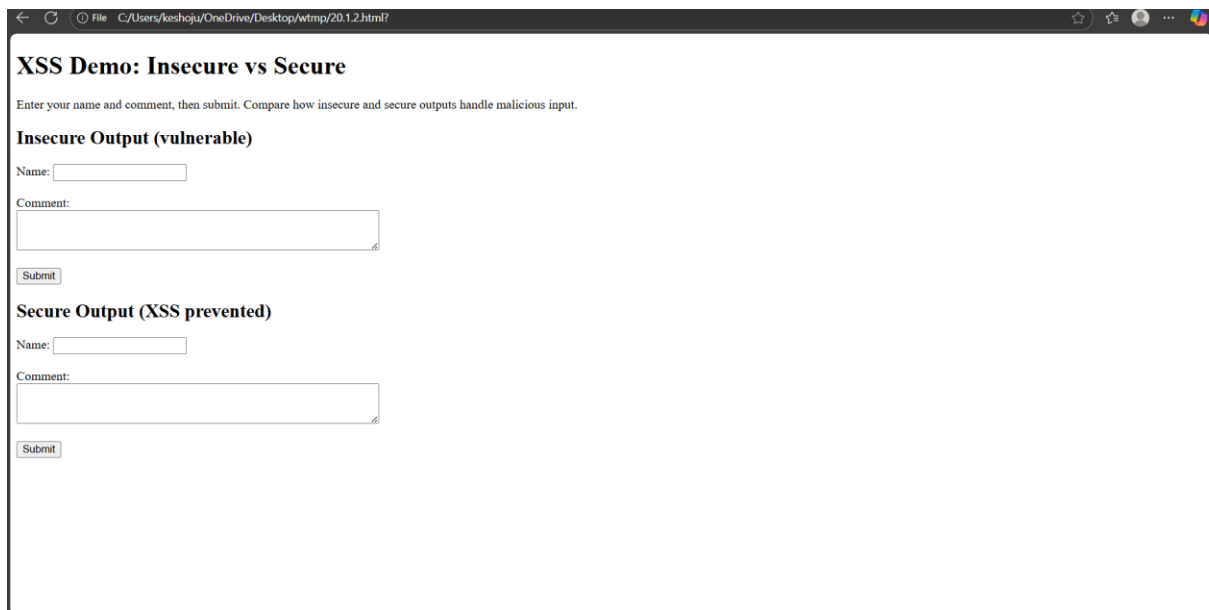 File C:/Users/keshoju/OneDrive/Desktop/wtmp/20.1.2.html?
XSS Demo: Insecure vs Secure
Enter your name and comment, then submit. Compare how insecure and secure outputs handle malicious input.
Insecure Output (vulnerable)
Name:
Comment:
Submit
Secure Output (XSS prevented)
Name:
Comment:
Submit